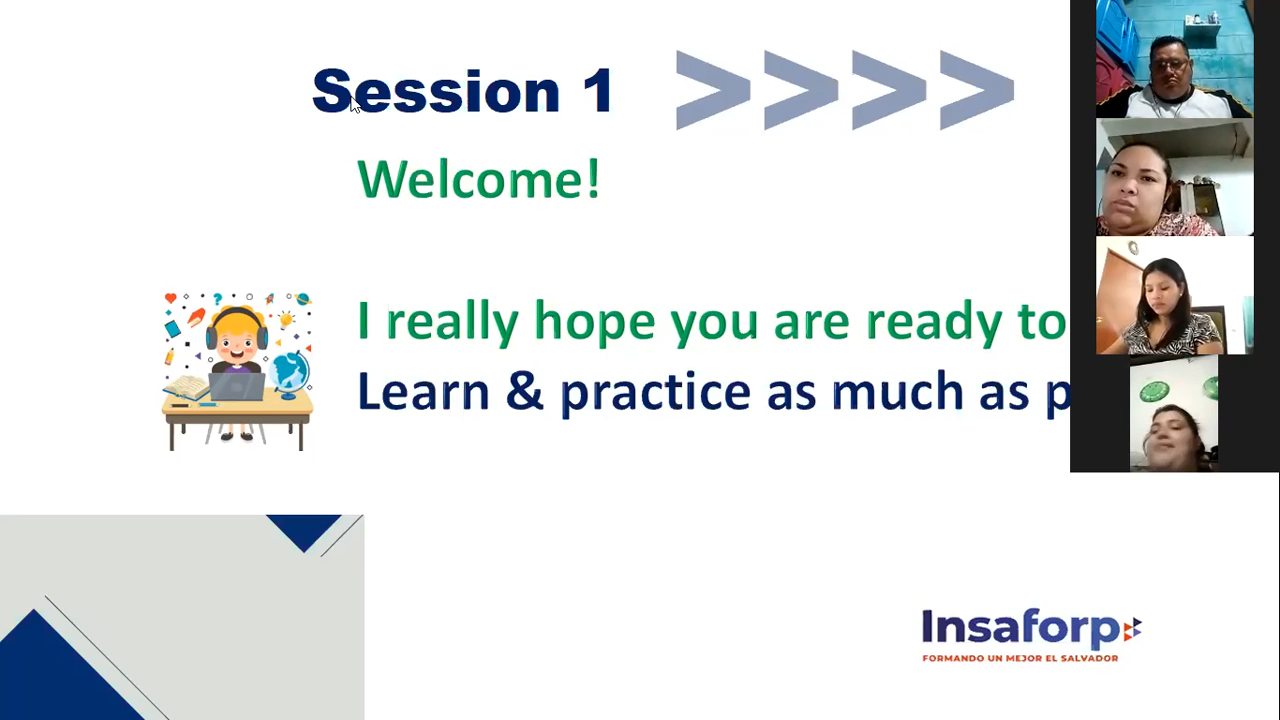 Session 1 >>>>
Welcome!
I really hope you are ready to
Learn & practice as much as p
Insaforp
FORMANDO UN MEJOR EL SALVADOR